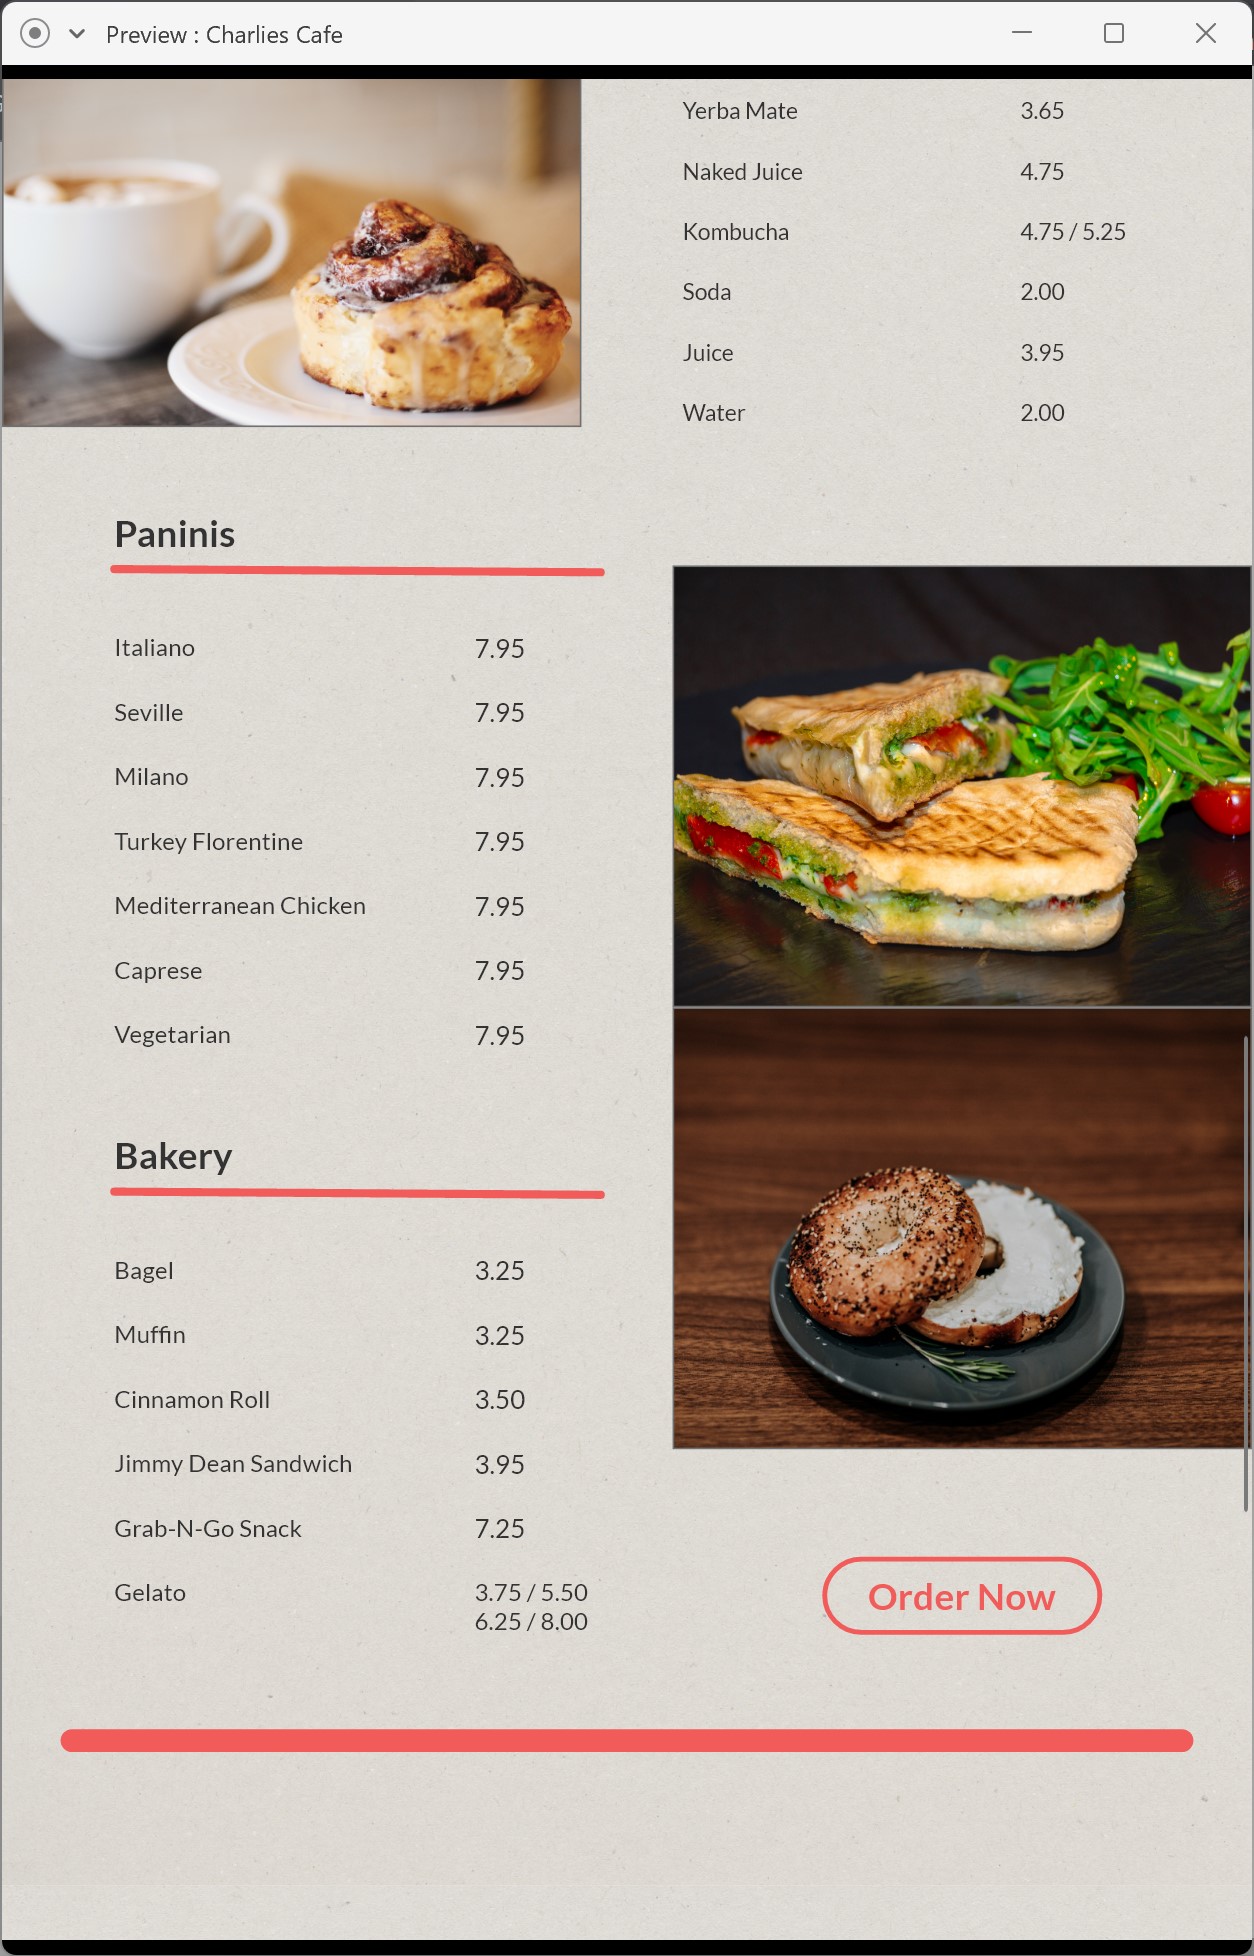 Preview : Charlies Cafe
Yerba Mate 3.65
Naked Juice 4.75
Kombucha 4.75 / 5.25
Soda 2.00
Juice 3.95
Water 2.00
Paninis
Italiano 7.95
Seville 7.95
Milano 7.95
Turkey Florentine 7.95
Mediterranean Chicken 7.95
Caprese 7.95
Vegetarian 7.95
Bakery
Bagel 3.25
Muffin 3.25
Cinnamon Roll 3.50
Jimmy Dean Sandwich 3.95
Grab-N-Go Snack 7.25
Gelato 3.75 / 5.50
6.25 / 8.00
Order Now